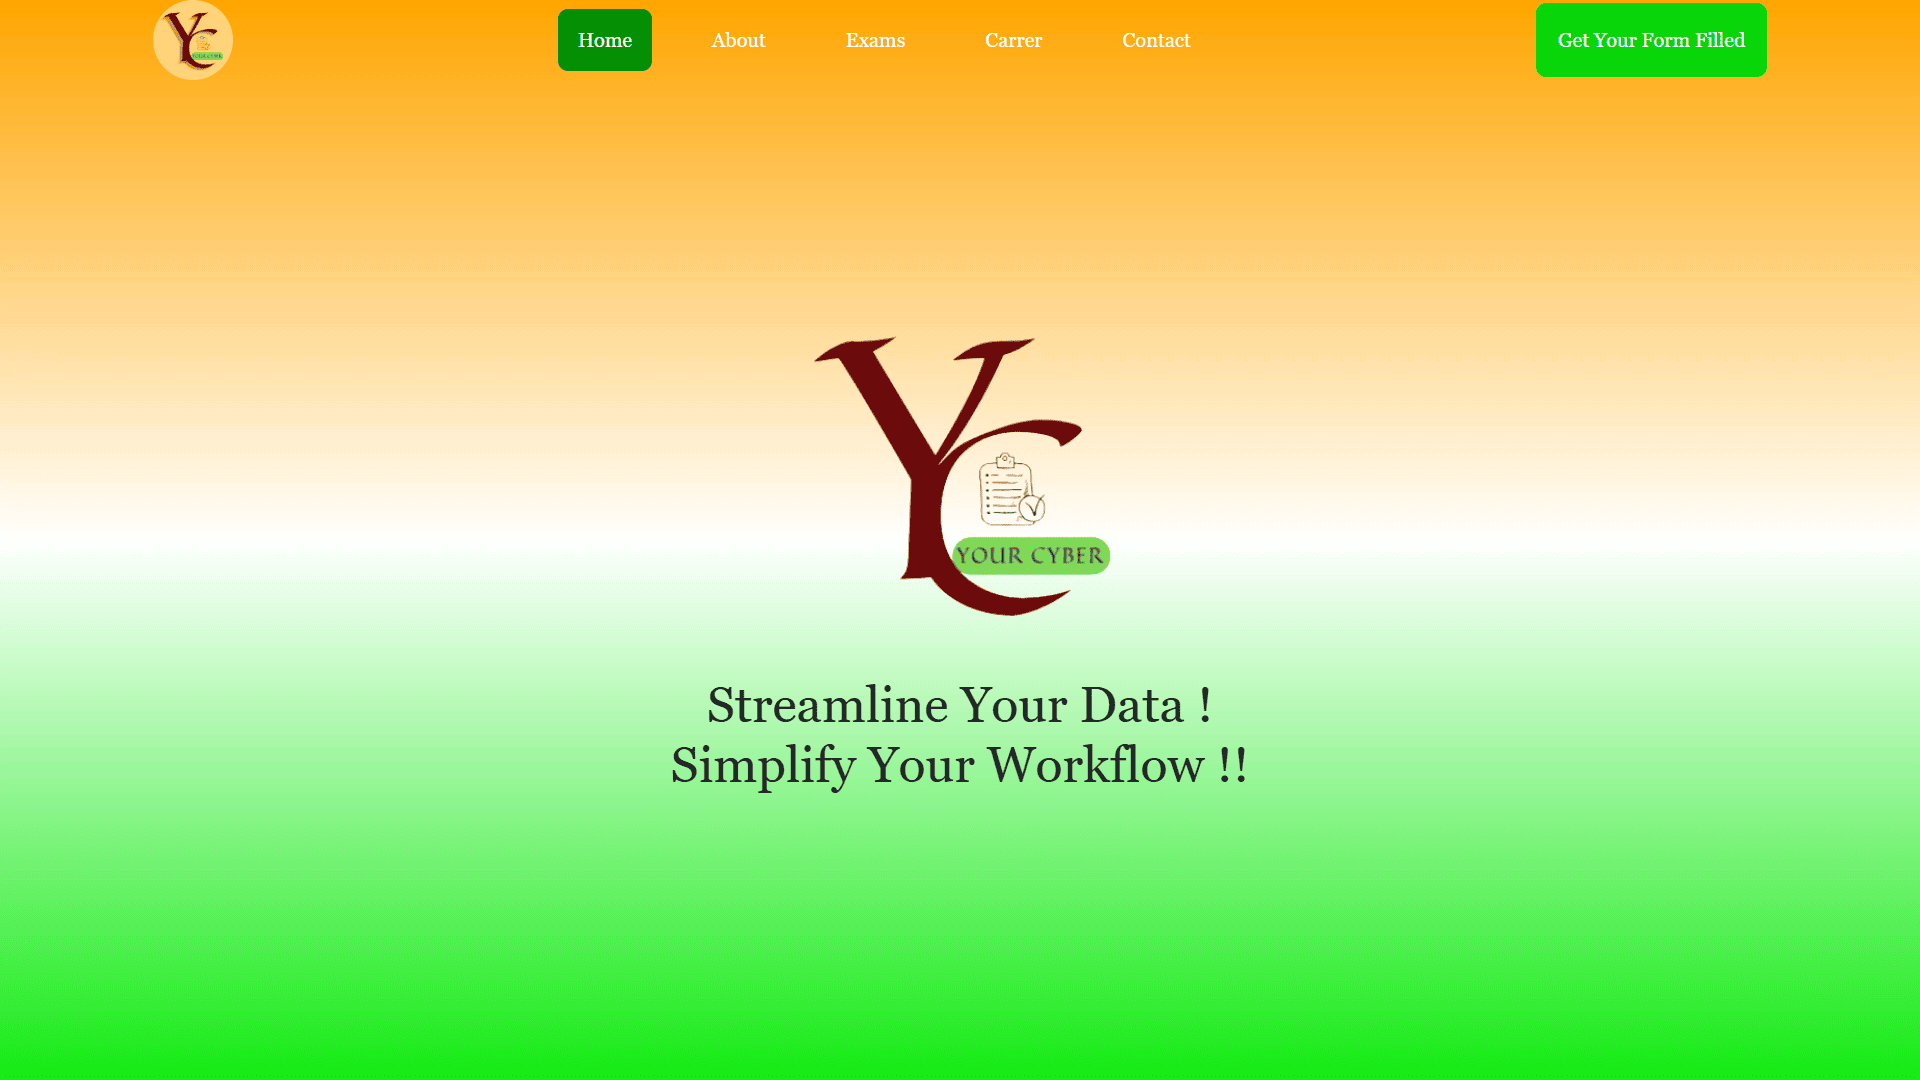 Home
About
Exams
Carrer
Contact
Get Your Form Filled
YC
YOUR CYBER
Streamline Your Data !
Simplify Your Workflow !!